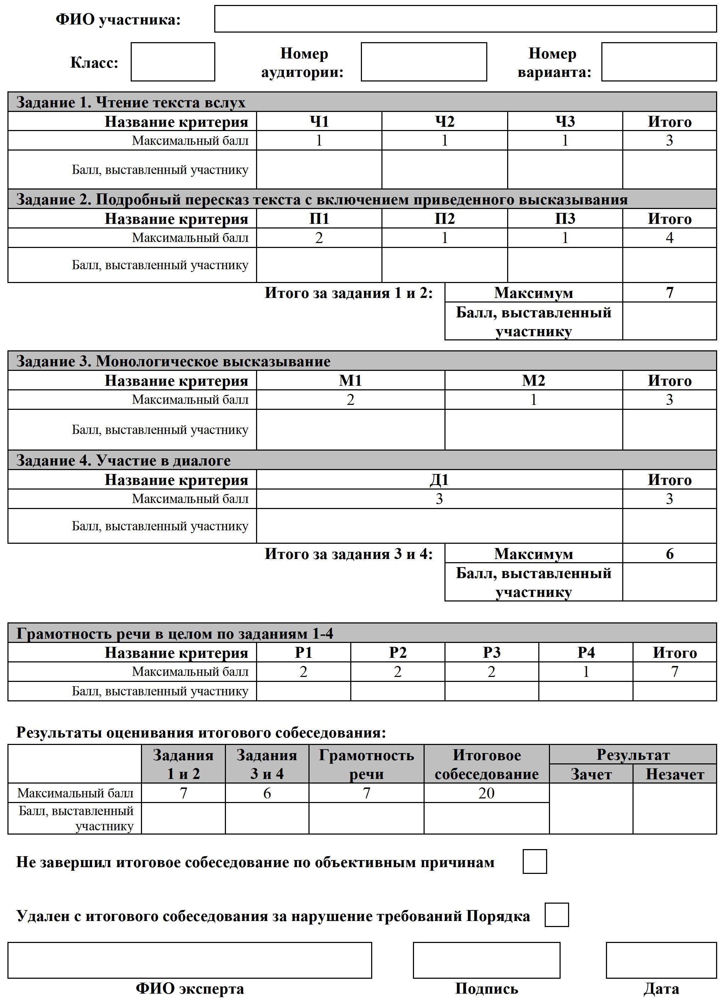 ФИО участника:
Класс: Номер аудитории: Номер варианта:
Задание 1. Чтение текста вслух
Название критерия Ч1 Ч2 Ч3 Итого
Максимальный балл 1 1 1 3
Балл, выставленный участнику
Задание 2. Подробный пересказ текста с включением приведенного высказывания
Название критерия П1 П2 П3 Итого
Максимальный балл 2 1 1 4
Балл, выставленный участнику
Итого за задания 1 и 2: Максимум 7
Балл, выставленный
участнику
Задание 3. Монологическое высказывание
Название критерия М1 М2 Итого
Максимальный балл 2 1 3
Балл, выставленный участнику
Задание 4. Участие в диалоге
Название критерия Д1 Итого
Максимальный балл 3 3
Балл, выставленный участнику
Итого за задания 3 и 4: Максимум 6
Балл, выставленный
участнику
Грамотность речи в целом по заданиям 1-4
Название критерия Р1 Р2 Р3 Р4 Итого
Максимальный балл 2 2 2 1 7
Балл, выставленный участнику
Результаты оценивания итогового собеседования:
Задания 1 и 2 Задания 3 и 4 Грамотность речи Итоговое собеседование Результат
Зачет Незачет
Максимальный балл 7 6 7 20
Балл, выставленный
участнику
Не завершил итоговое собеседование по объективным причинам
Удален с итогового собеседования за нарушение требований Порядка
ФИО эксперта Подпись Дата